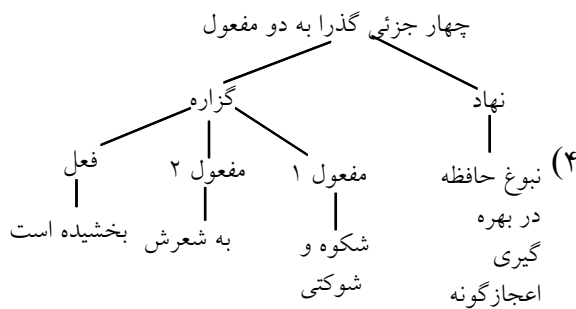 چهار جزئی گذرا به دو مفعول
نهاد
گزاره
۴)
نبوغ حافظه
در بهره
گیری
اعجازگونه
مفعول ۱
شکوه و
شوکتی
مفعول ۲
به شعرش
فعل
بخشیده است